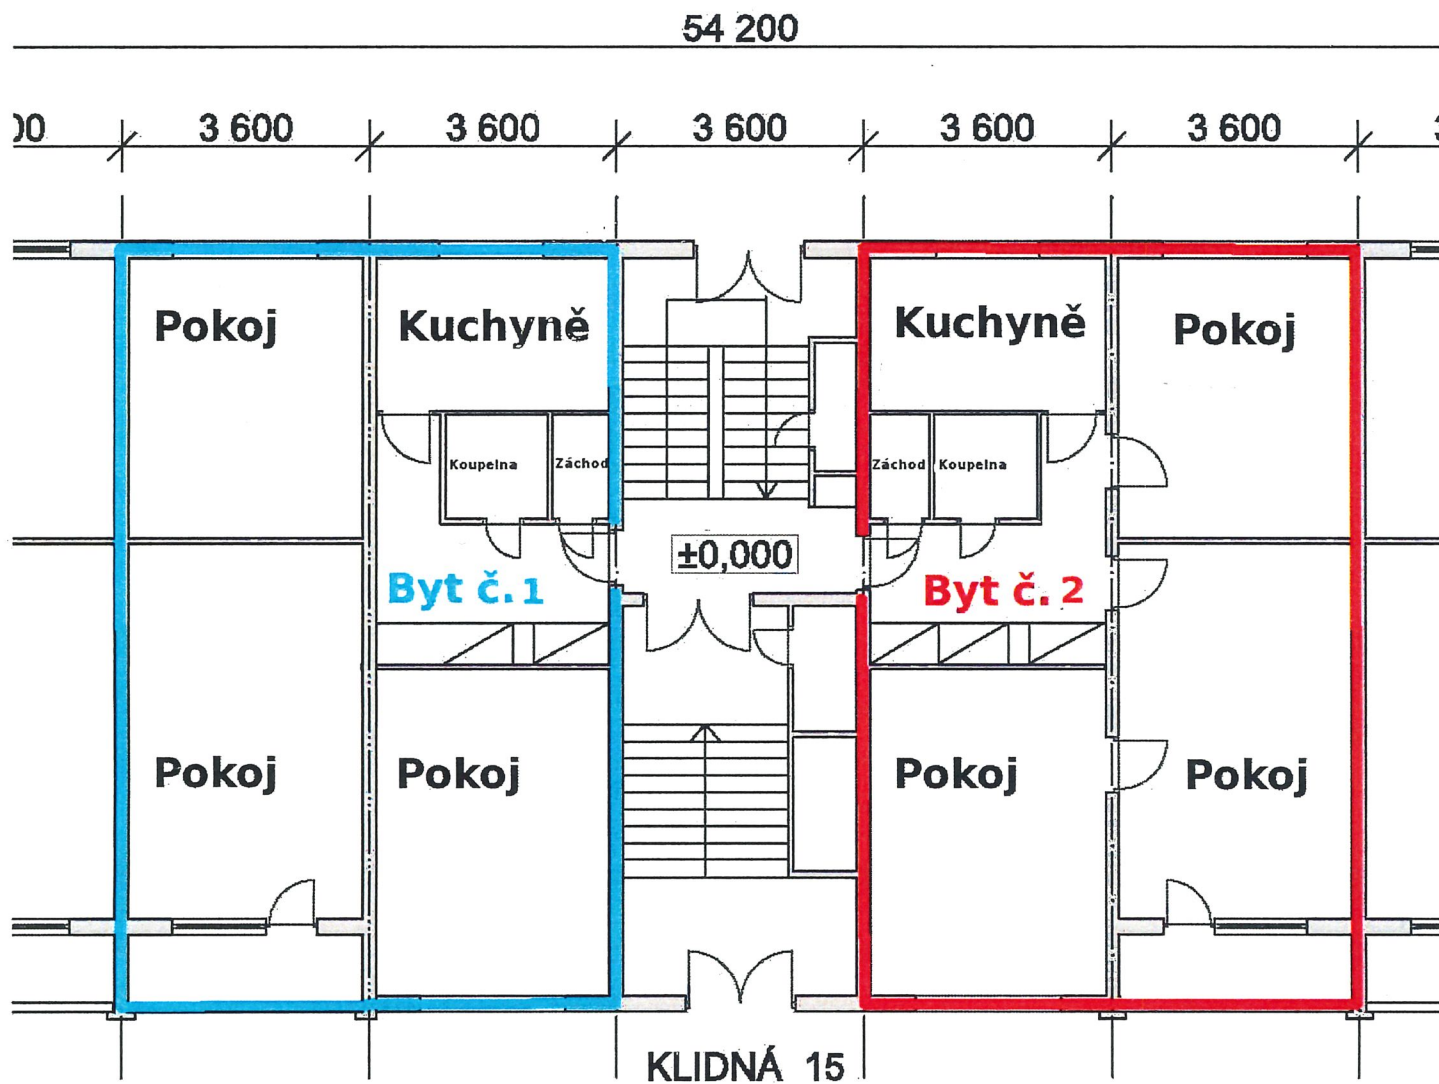 54 200
00 3 600 3 600 3 600 3 600 3 600
Pokoj Kuchyně Kuchyně Pokoj
Koupelna Záchod Záchod Koupelna
±0,000
Byt č. 1 Byt č. 2
Pokoj Pokoj Pokoj Pokoj
KLIDNÁ 15